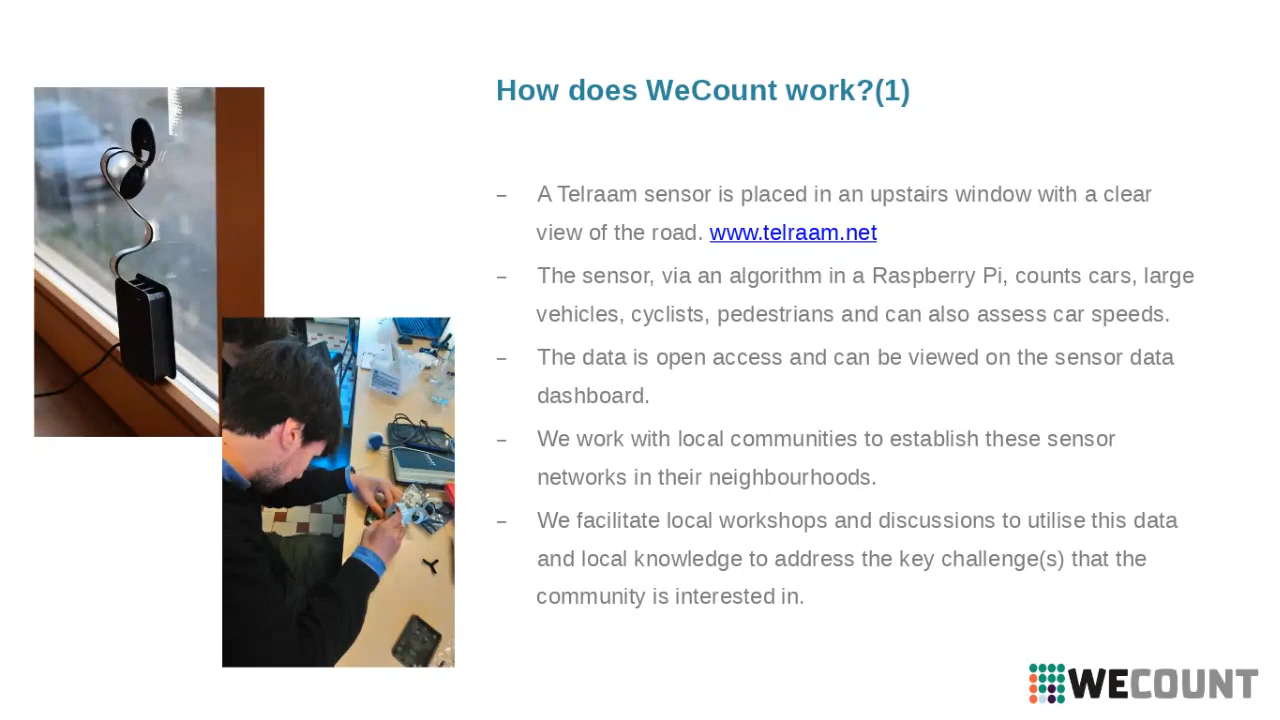 How does WeCount work?(1)
– A Telraam sensor is placed in an upstairs window with a clear
view of the road. www.telraam.net
– The sensor, via an algorithm in a Raspberry Pi, counts cars, large
vehicles, cyclists, pedestrians and can also assess car speeds.
– The data is open access and can be viewed on the sensor data
dashboard.
– We work with local communities to establish these sensor
networks in their neighbourhoods.
– We facilitate local workshops and discussions to utilise this data
and local knowledge to address the key challenge(s) that the
community is interested in.
WECOUNT